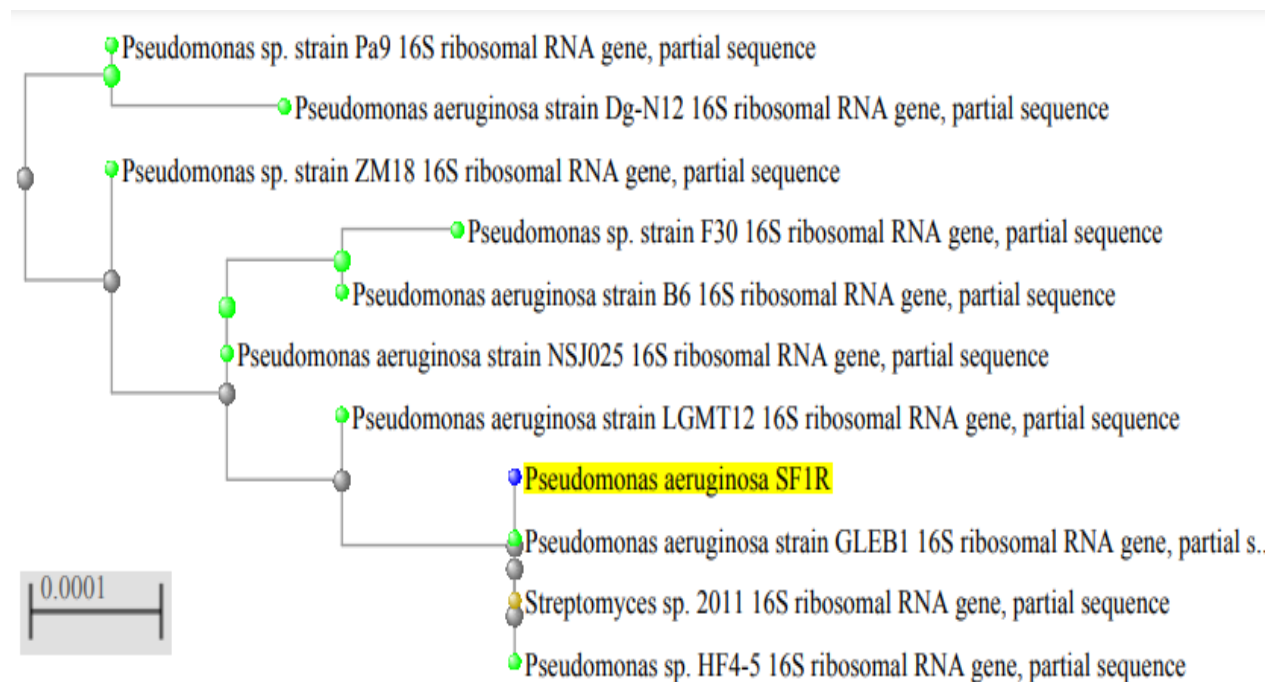 Pseudomonas sp. strain Pa9 16S ribosomal RNA gene, partial sequence
Pseudomonas aeruginosa strain Dg-N12 16S ribosomal RNA gene, partial sequence
Pseudomonas sp. strain ZM18 16S ribosomal RNA gene, partial sequence
Pseudomonas sp. strain F30 16S ribosomal RNA gene, partial sequence
Pseudomonas aeruginosa strain B6 16S ribosomal RNA gene, partial sequence
Pseudomonas aeruginosa strain NSJ025 16S ribosomal RNA gene, partial sequence
Pseudomonas aeruginosa strain LGMT12 16S ribosomal RNA gene, partial sequence
Pseudomonas aeruginosa SF1R
Pseudomonas aeruginosa strain GLEB1 16S ribosomal RNA gene, partial s..
0.0001
Streptomyces sp. 2011 16S ribosomal RNA gene, partial sequence
Pseudomonas sp. HF4-5 16S ribosomal RNA gene, partial sequence